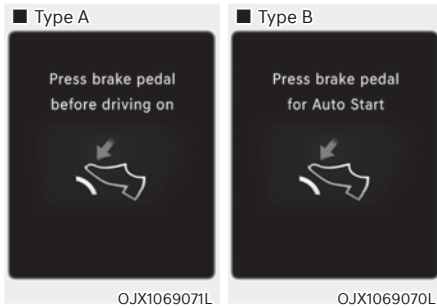 ■ Type A
Press brake pedal
before driving on
OJX1069071L
■ Type B
Press brake pedal
for Auto Start
OJX1069070L